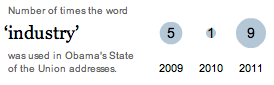 Number of times the word
‘industry’
was used in Obama's State
of the Union addresses.
5 1 9
2009 2010 2011